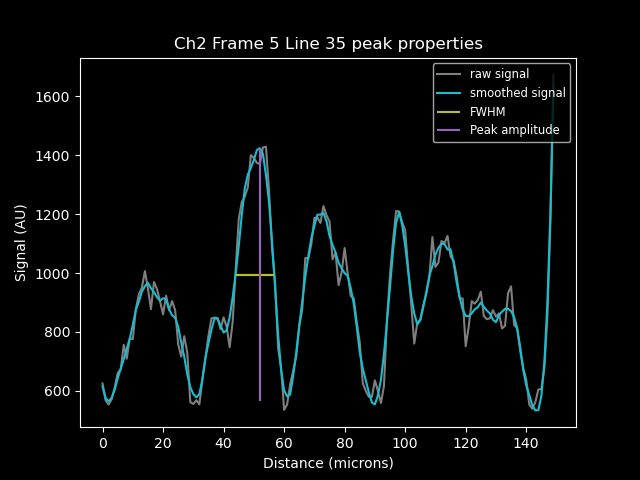 Ch2 Frame 5 Line 35 peak properties
raw signal
smoothed signal
FWHM
Peak amplitude
1600
1400
1200
1000
800
600
Signal (AU)
0 20 40 60 80 100 120 140
Distance (microns)